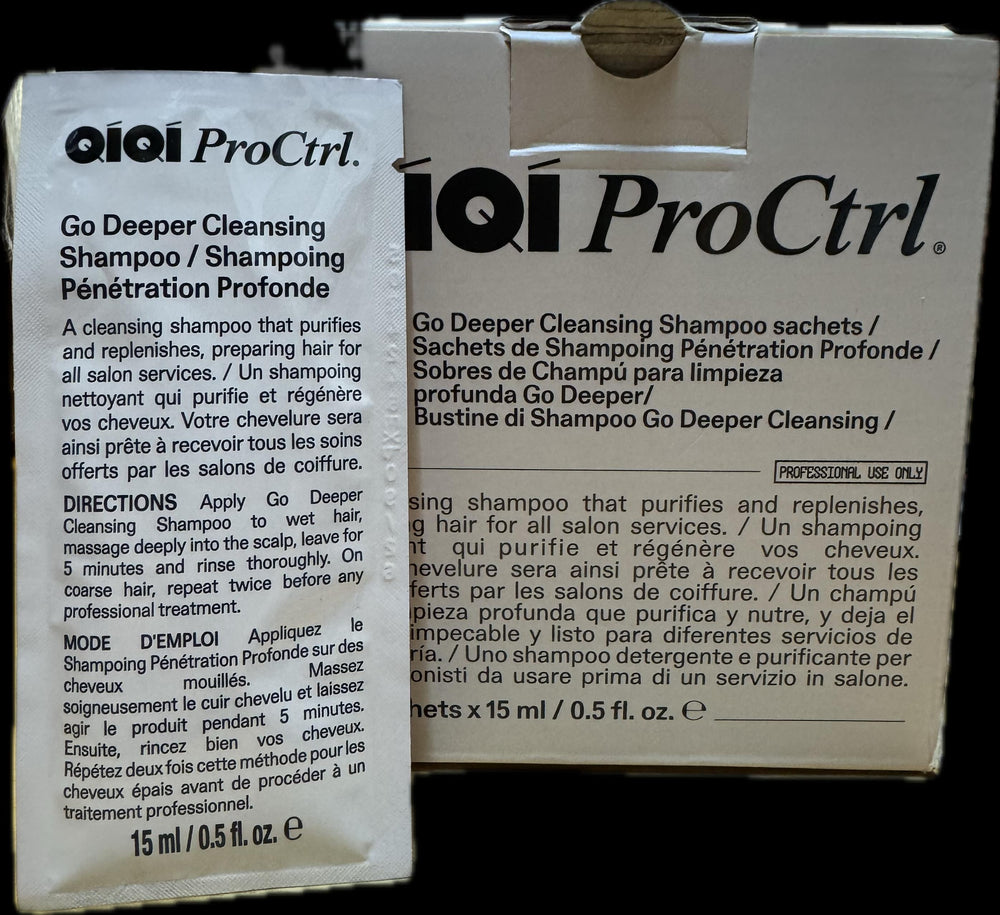 QÍQÍ ProCtrl.
Go Deeper Cleansing
Shampoo / Shampoing
Pénétration Profonde
A cleansing shampoo that purifies
and replenishes, preparing hair for
all salon services. / Un shampoing
nettoyant qui purifie et régénère
vos cheveux. Votre chevelure sera
ainsi prête à recevoir tous les soins
offerts par les salons de coiffure.
DIRECTIONS Apply Go Deeper
Cleansing Shampoo to wet hair,
massage deeply into the scalp, leave for
5 minutes and rinse thoroughly. On
coarse hair, repeat twice before any
professional treatment.
MODE D'EMPLOI Appliquez le
Shampoing Pénétration Profonde sur des
cheveux mouillés. Massez
soigneusement le cuir chevelu et laissez
agir le produit pendant 5 minutes.
Ensuite, rincez bien vos cheveux.
Répétez deux fois cette méthode pour les
cheveux épais avant de procéder à un
traitement professionnel.
15 ml / 0.5 fl. oz. ℮
ÍQÍ ProCtrl.®
Go Deeper Cleansing Shampoo sachets /
Sachets de Shampoing Pénétration Profonde /
Sobres de Champú para limpieza
profunda Go Deeper/
Bustine di Shampoo Go Deeper Cleansing /
PROFESSIONAL USE ONLY
sing shampoo that purifies and replenishes,
g hair for all salon services. / Un shampoing
nt qui purifie et régénère vos cheveux.
hevelure sera ainsi prête à recevoir tous les
ferts par les salons de coiffure. / Un champú
pieza profunda que purifica y nutre, y deja el
impecable y listo para diferentes servicios de
ría. / Uno shampoo detergente e purificante per
onisti da usare prima di un servizio in salone.
hets x 15 ml / 0.5 fl. oz. ℮